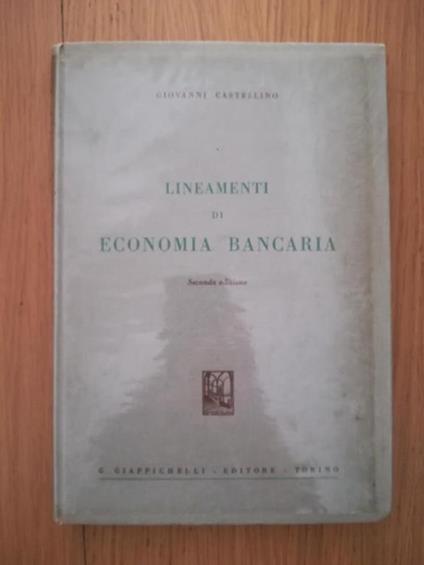 GIOVANNI CASTELLINO
LINEAMENTI
DI
ECONOMIA BANCARIA
Seconda edizione
G. GIAPPICHELLI - EDITORE - TORINO